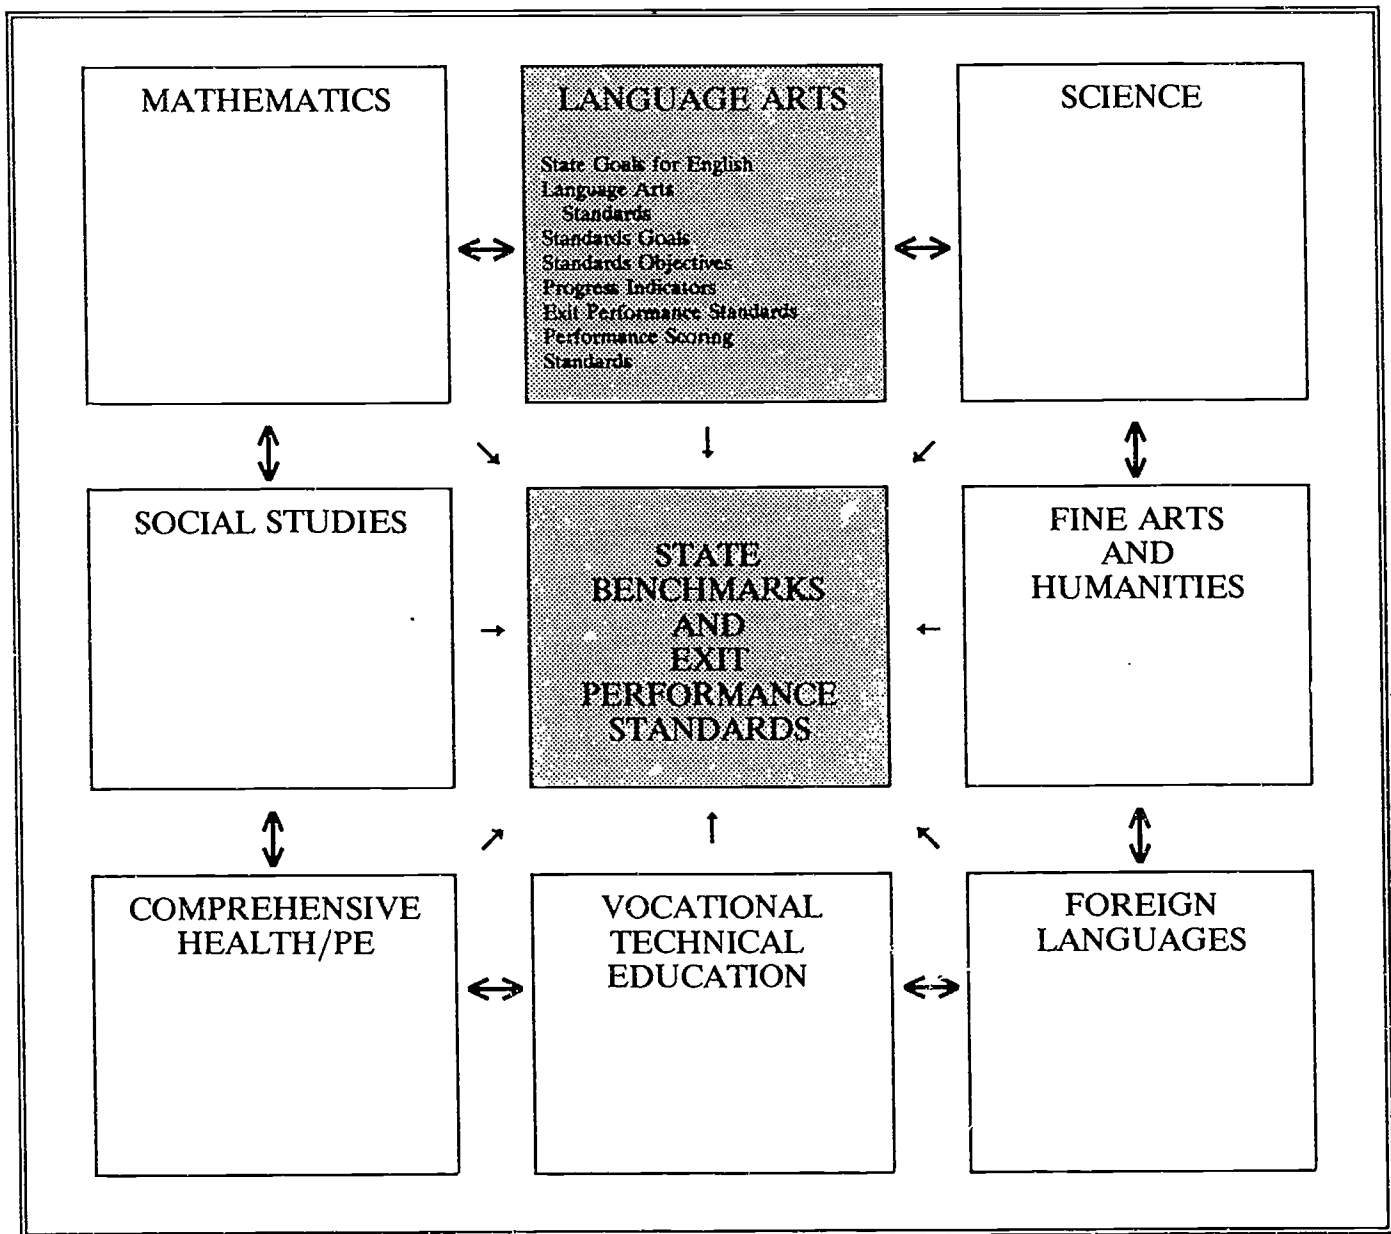 MATHEMATICS
LANGUAGE ARTS
State Goals for English
Language Arts
Standards
Standards Goals
Standards Objectives
Progress Indicators
Exit Performance Standards
Performance Scoring
Standards
SCIENCE
SOCIAL STUDIES
STATE
BENCHMARKS
AND
EXIT
PERFORMANCE
STANDARDS
FINE ARTS
AND
HUMANITIES
COMPREHENSIVE
HEALTH/PE
VOCATIONAL
TECHNICAL
EDUCATION
FOREIGN
LANGUAGES